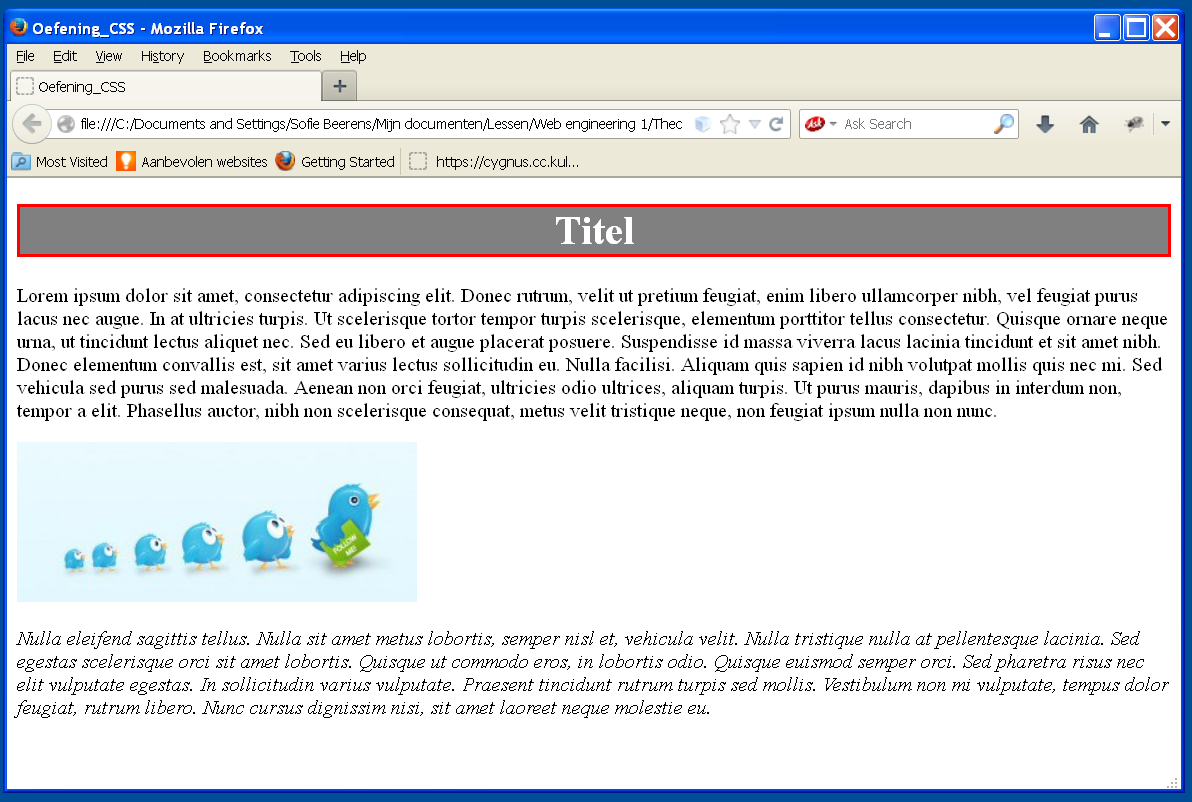 Oefening_CSS - Mozilla Firefox
File Edit View History Bookmarks Tools Help
Oefening_CSS
file:///C:/Documents and Settings/Sofie Beerens/Mijn documenten/Lessen/Web engineering 1/Thec
Ask Search
Most Visited Aanbevolen websites Getting Started https://cygnus.cc.kul...
Titel
Lorem ipsum dolor sit amet, consectetur adipiscing elit. Donec rutrum, velit ut pretium feugiat, enim libero ullamcorper nibh, vel feugiat purus
lacus nec augue. In at ultricies turpis. Ut scelerisque tortor tempor turpis scelerisque, elementum porttitor tellus consectetur. Quisque ornare neque
urna, ut tincidunt lectus aliquet nec. Sed eu libero et augue placerat posuere. Suspendisse id massa viverra lacus lacinia tincidunt et sit amet nibh.
Donec elementum convallis est, sit amet varius lectus sollicitudin eu. Nulla facilisi. Aliquam quis sapien id nibh volutpat mollis quis nec mi. Sed
vehicula sed purus sed malesuada. Aenean non orci feugiat, ultricies odio ultrices, aliquam turpis. Ut purus mauris, dapibus in interdum non,
tempor a elit. Phasellus auctor, nibh non scelerisque consequat, metus velit tristique neque, non feugiat ipsum nulla non nunc.
FOLLOW
ME!
Nulla eleifend sagittis tellus. Nulla sit amet metus lobortis, semper nisl et, vehicula velit. Nulla tristique nulla at pellentesque lacinia. Sed
egestas scelerisque orci sit amet lobortis. Quisque ut commodo eros, in lobortis odio. Quisque euismod semper orci. Sed pharetra risus nec
elit vulputate egestas. In sollicitudin varius vulputate. Praesent tincidunt rutrum turpis sed mollis. Vestibulum non mi vulputate, tempus dolor
feugiat, rutrum libero. Nunc cursus dignissim nisi, sit amet laoreet neque molestie eu.